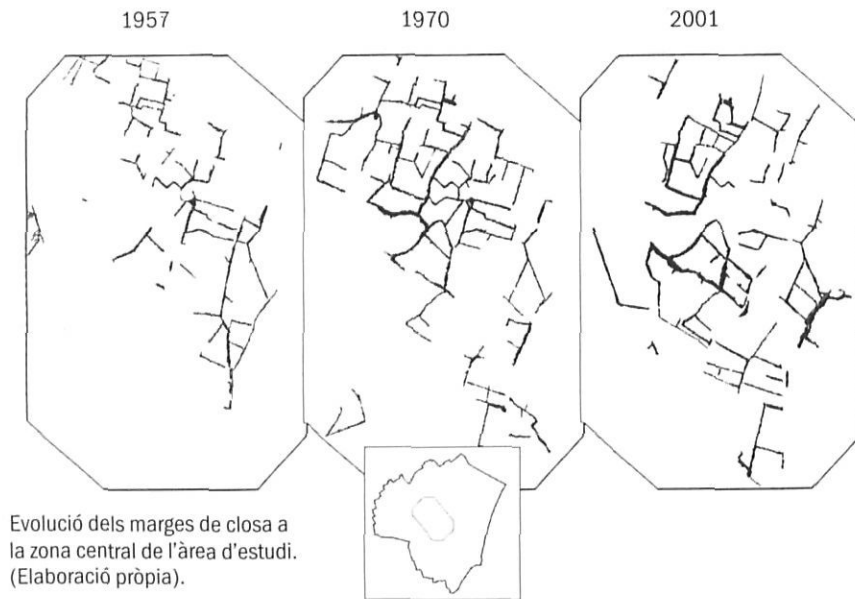 1957
1970
2001
Evolució dels marges de closa a
la zona central de l'àrea d'estudi.
(Elaboració pròpia).